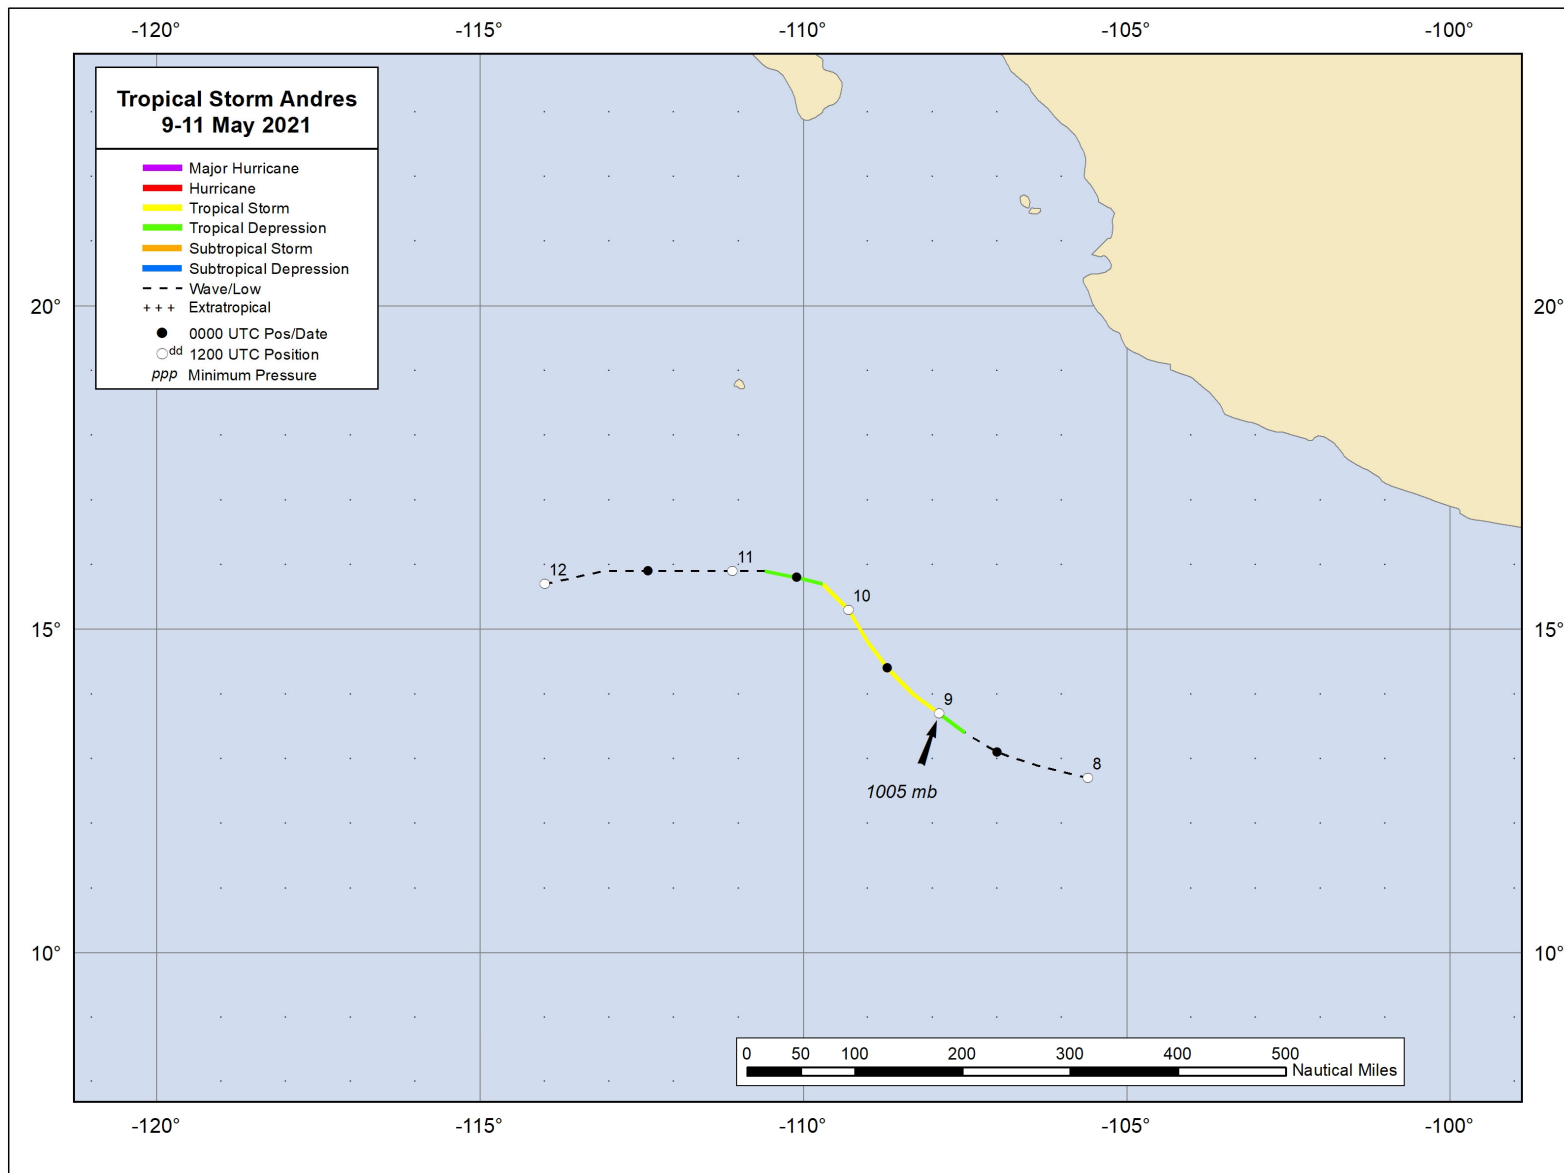 -120° -115° -110° -105° -100°
Tropical Storm Andres
9-11 May 2021
Major Hurricane
Hurricane
Tropical Storm
Tropical Depression
Subtropical Storm
Subtropical Depression
Wave/Low
+++ Extratropical
0000 UTC Pos/Date
dd 1200 UTC Position
ppp Minimum Pressure
20° 20°
12
11
10
15° 15°
9
8
1005 mb
10° 10°
0 50 100 200 300 400 500
Nautical Miles
-120° -115° -110° -105° -100°